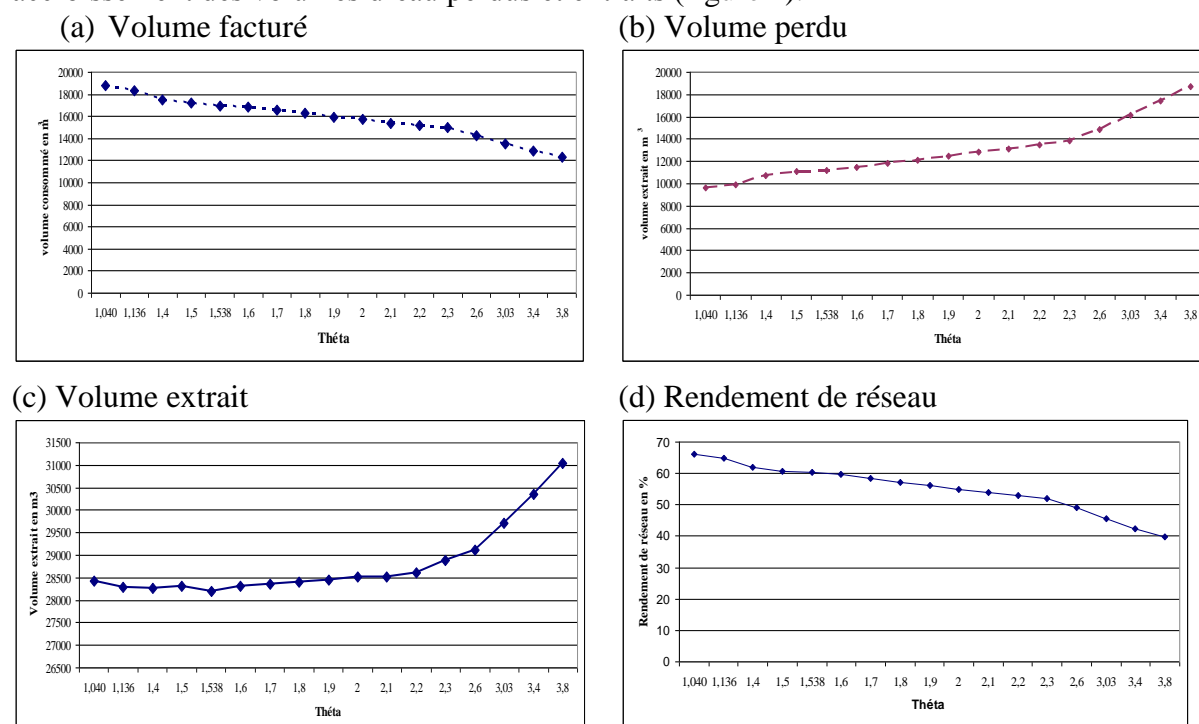 accroissement des volumes d'eau perdus et extraits
(a) Volume facturé
(b) Volume perdu
volume consommé en m3
20000
18000
16000
14000
12000
10000
8000
6000
4000
2000
0
1,040 1,136 1,4 1,5 1,538 1,6 1,7 1,8 1,9 2 2,1 2,2 2,3 2,6 3,03 3,4 3,8
Théta
volume extrait en m 3
20000
18000
16000
14000
12000
10000
8000
6000
4000
2000
0
1,040 1,136 1,4 1,5 1,538 1,6 1,7 1,8 1,9 2 2,1 2,2 2,3 2,6 3,03 3,4 3,8
Théta
(c) Volume extrait
(d) Rendement de réseau
Volume extrait en m3
31500
31000
30500
30000
29500
29000
28500
28000
27500
27000
26500
1,040 1,136 1,4 1,5 1,538 1,6 1,7 1,8 1,9 2 2,1 2,2 2,3 2,6 3,03 3,4 3,8
Théta
Rendement de réseau en %
70
60
50
40
30
20
10
0
1,040 1,136 1,4 1,5 1,538 1,6 1,7 1,8 1,9 2 2,1 2,2 2,3 2,6 3,03 3,4 3,8
Théta